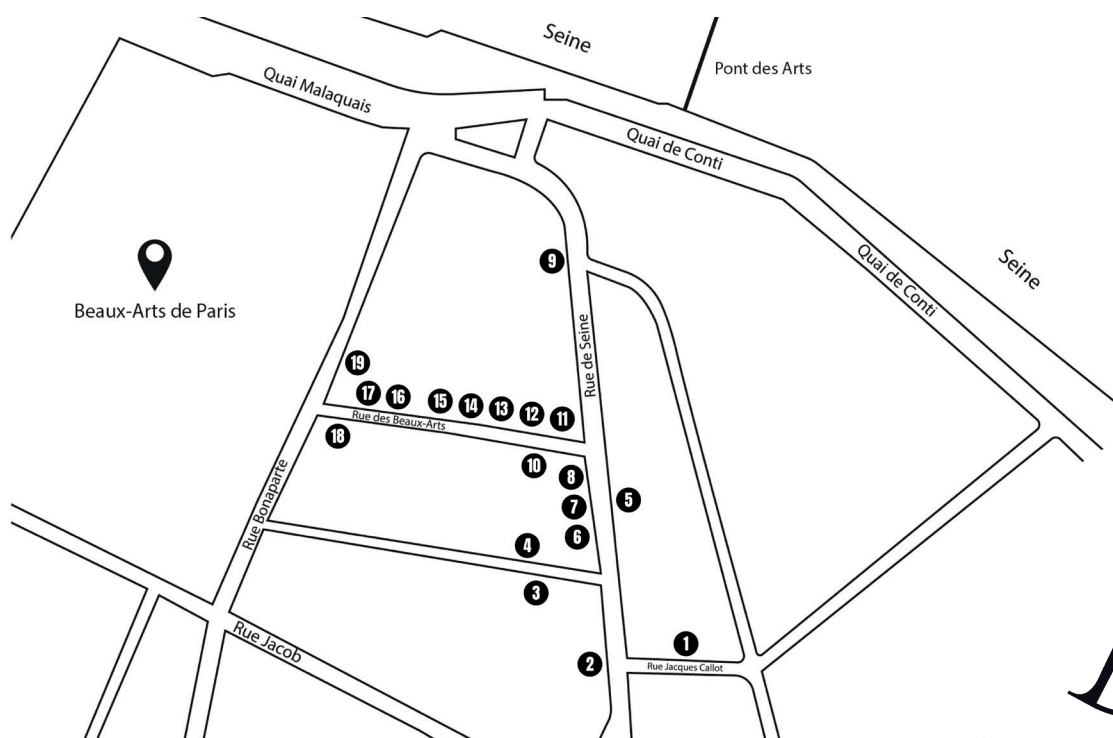 Seine
Pont des Arts
Quai Malaquais
Quai de Conti
Quai de Conti
Seine
Beaux-Arts de Paris
9
Rue de Seine
19
17
16
15
14
13
12
11
Rue des Beaux-Arts
18
10
8
7
6
5
Rue Bonaparte
4
3
Rue Jacob
2
1
Rue Jacques Callot